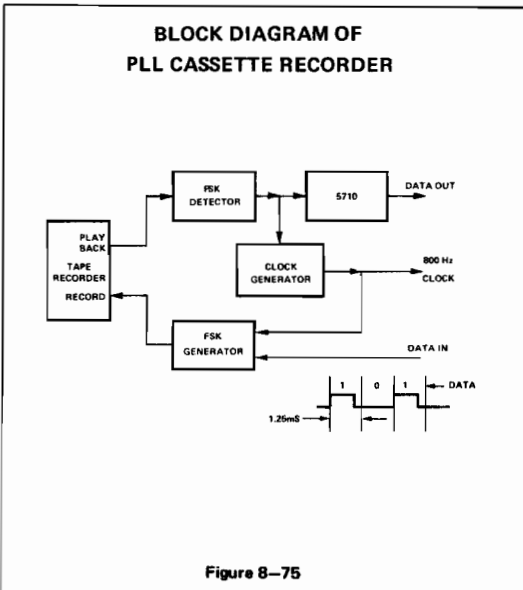 BLOCK DIAGRAM OF
PLL CASSETTE RECORDER
FSK
DETECTOR
5710
DATA OUT
PLAY
BACK
TAPE
RECORDER
RECORD
CLOCK
GENERATOR
800 Hz
CLOCK
FSK
GENERATOR
DATA IN
1 0 1
DATA
1.25mS
Figure 8–75